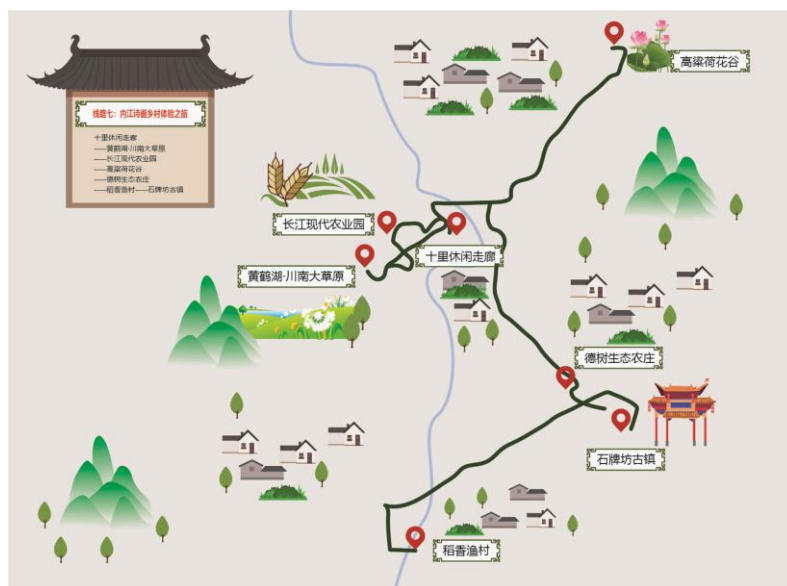 线路七：内江诗画乡村体验之旅
十里休闲走廊
——黄鹤湖·川南大草原
——长江现代农业园
——高粱荷花谷
——德树生态农庄
——稻香渔村——石牌坊古镇
高粱荷花谷
长江现代农业园
十里休闲走廊
黄鹤湖·川南大草原
德树生态农庄
石牌坊古镇
稻香渔村